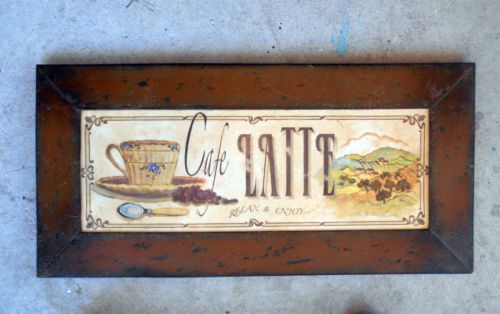 Cafe LATTE
RELAX & ENJOY.....